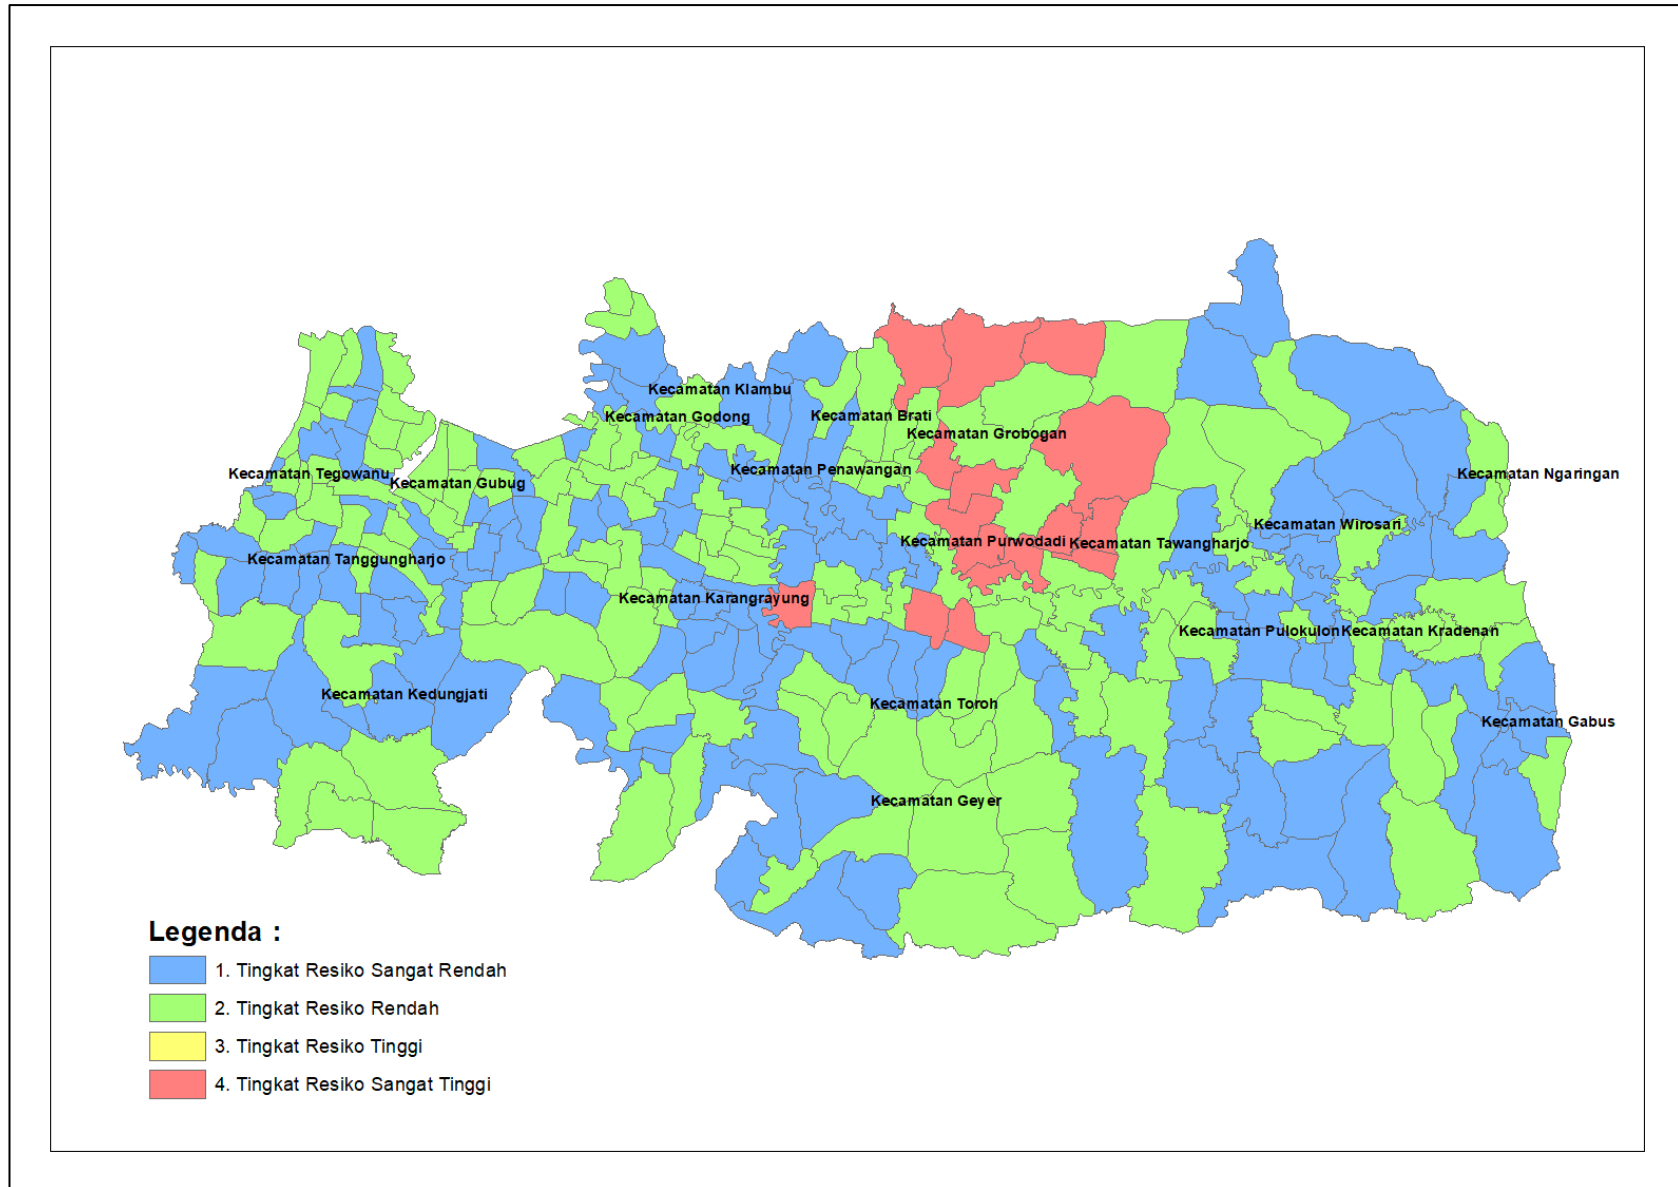 Kecamatan Klambu
Kecamatan Godong
Kecamatan Brati
Kecamatan Grobogan
Kecamatan Tegowanu
Kecamatan Gubug
Kecamatan Penawangan
Kecamatan Ngaringan
Kecamatan Wirosari
Kecamatan Tanggungharjo
Kecamatan Purwodadi
Kecamatan Tawangharjo
Kecamatan Karangrayung
Kecamatan Pulokulon
Kecamatan Kradenan
Kecamatan Kedungjati
Kecamatan Toroh
Kecamatan Gabus
Kecamatan Geyer
Legenda :
1. Tingkat Resiko Sangat Rendah
2. Tingkat Resiko Rendah
3. Tingkat Resiko Tinggi
4. Tingkat Resiko Sangat Tinggi